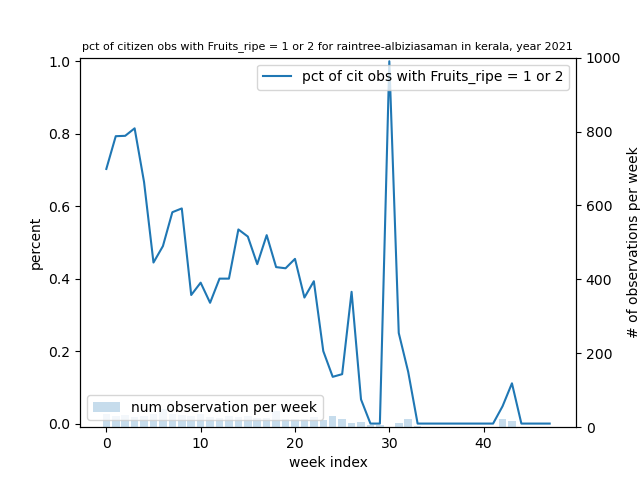 pct of citizen obs with Fruits_ripe = 1 or 2 for raintree-albiziasaman in kerala, year 2021
pct of cit obs with Fruits_ripe = 1 or 2
num observation per week
percent
1.0
0.8
0.6
0.4
0.2
0.0
# of observations per week
1000
800
600
400
200
0
0 10 20 30 40
week index